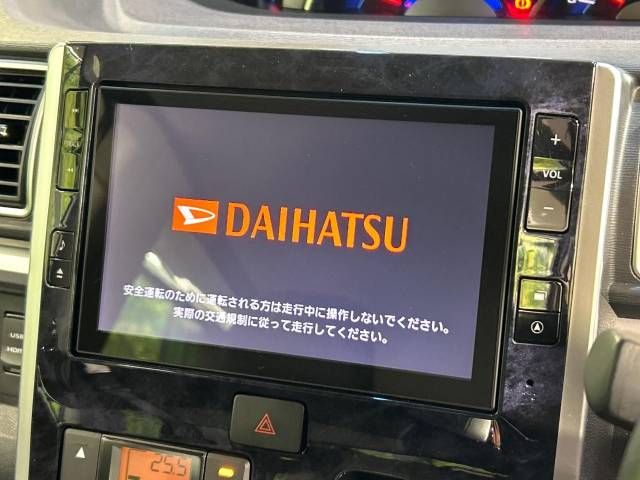 +
VOL
−
DAIHATSU
安全運転のために運転される方は走行中に操作しないでください。
実際の交通規制に従って走行してください。
USB
HDMI
25.5